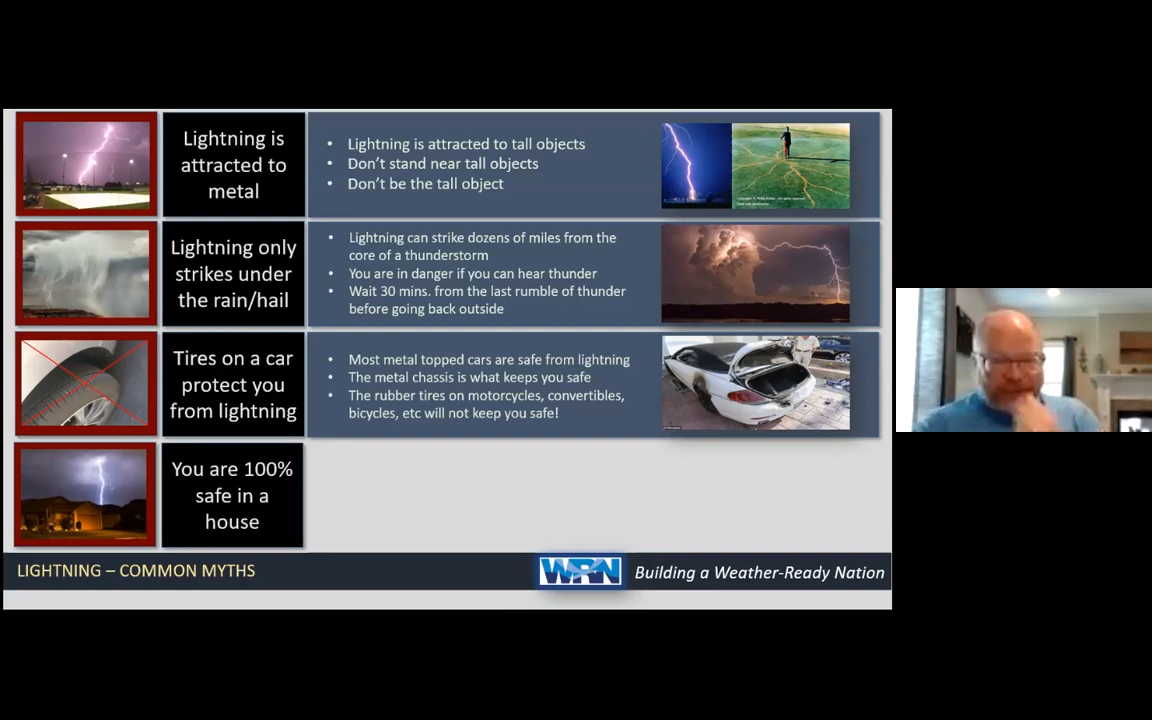 Lightning is
attracted to
metal
• Lightning is attracted to tall objects
• Don't stand near tall objects
• Don't be the tall object
Lightning only
strikes under
the rain/hail
• Lightning can strike dozens of miles from the
core of a thunderstorm
• You are in danger if you can hear thunder
• Wait 30 mins. from the last rumble of thunder
before going back outside
Tires on a car
protect you
from lightning
• Most metal topped cars are safe from lightning
• The metal chassis is what keeps you safe
• The rubber tires on motorcycles, convertibles,
bicycles, etc will not keep you safe!
You are 100%
safe in a
house
LIGHTNING – COMMON MYTHS
WRN
Building a Weather-Ready Nation